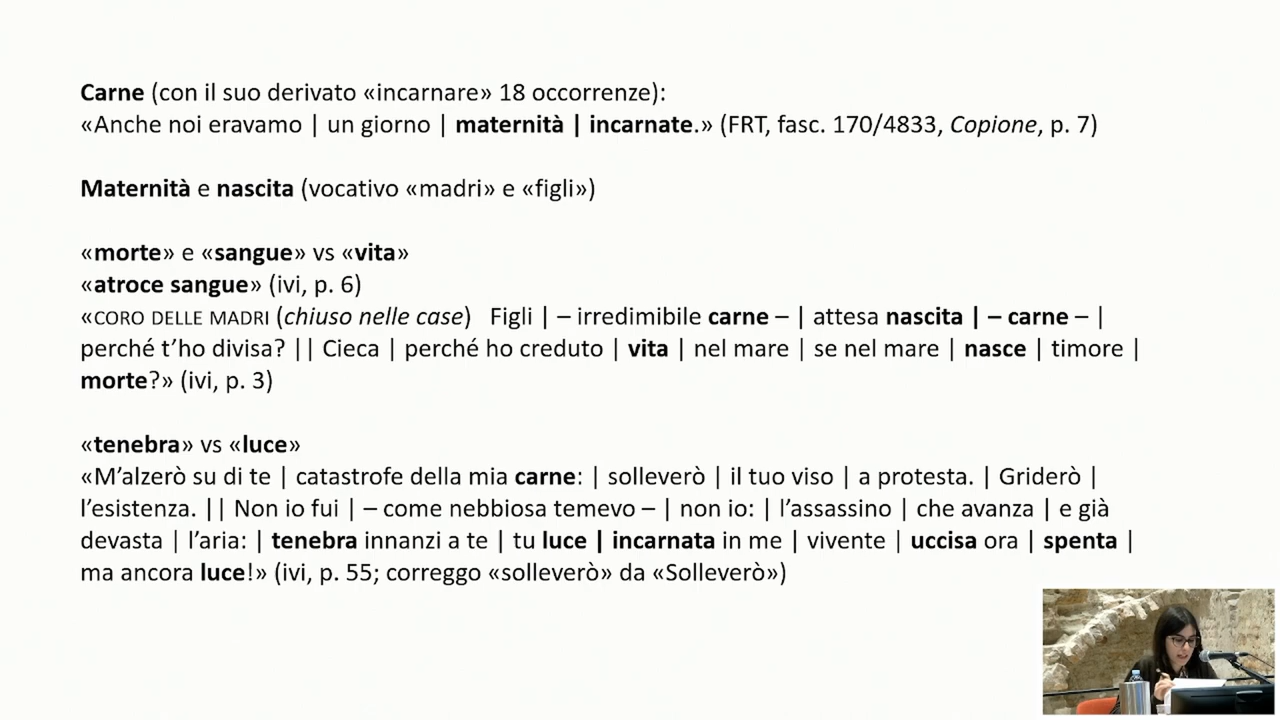 Carne (con il suo derivato «incarnare» 18 occorrenze):
«Anche noi eravamo | un giorno | maternità | incarnate.» (FRT, fasc. 170/4833, Copione, p. 7)
Maternità e nascita (vocativo «madri» e «figli»)
«morte» e «sangue» vs «vita»
«atroce sangue» (ivi, p. 6)
«CORO DELLE MADRI (chiuso nelle case) Figli | – irredimibile carne – | attesa nascita | – carne – |
perché t’ho divisa? || Cieca | perché ho creduto | vita | nel mare | se nel mare | nasce | timore |
morte?» (ivi, p. 3)
«tenebra» vs «luce»
«M’alzerò su di te | catastrofe della mia carne: | solleverò | il tuo viso | a protesta. | Griderò |
l’esistenza. || Non io fui | – come nebbiosa temevo – | non io: | l’assassino | che avanza | e già
devasta | l’aria: | tenebra innanzi a te | tu luce | incarnata in me | vivente | uccisa ora | spenta |
ma ancora luce!» (ivi, p. 55; correggo «solleverò» da «Solleverò»)